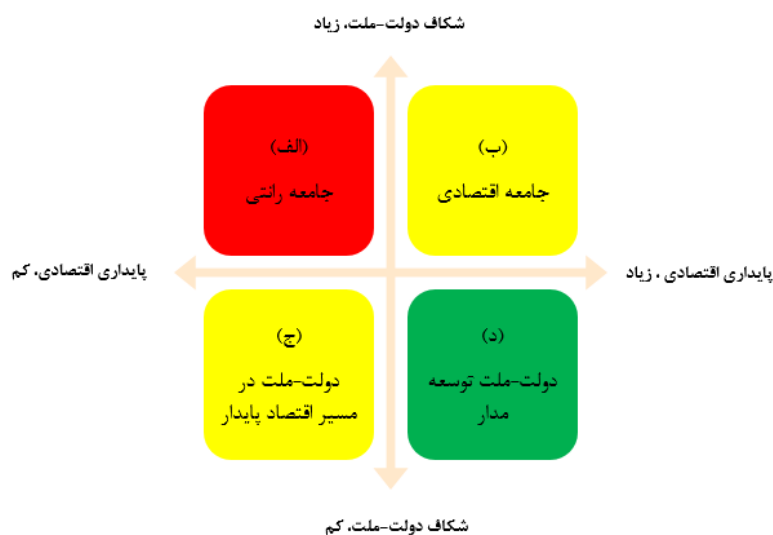 شکاف دولت-ملت، زیاد
(الف)
جامعه رانتی
(ب)
جامعه اقتصادی
پایداری اقتصادی، کم
پایداری اقتصادی ، زیاد
(ج)
دولت-ملت در
مسیر اقتصاد پایدار
(د)
دولت-ملت توسعه
مدار
شکاف دولت-ملت، کم